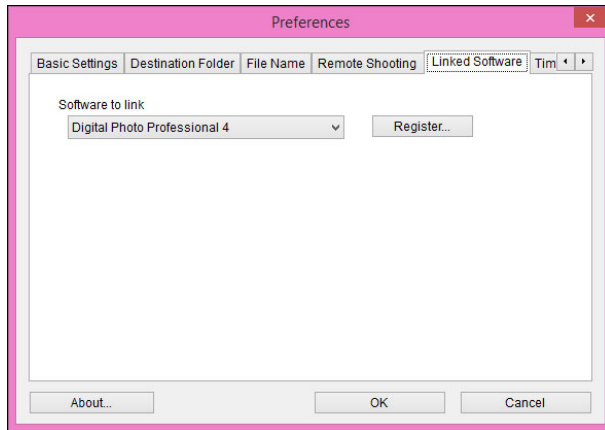 Preferences
Basic Settings Destination Folder File Name Remote Shooting Linked Software Tim
Software to link
Digital Photo Professional 4 Register...
About... OK Cancel